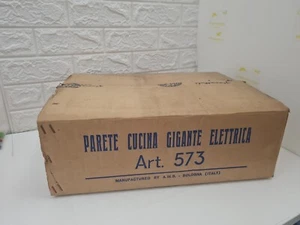 PARETE CUCINA GIGANTE ELETTRICA
Art. 573
MANUFACTURED BY A.M.B. - BOLOGNA (ITALY)